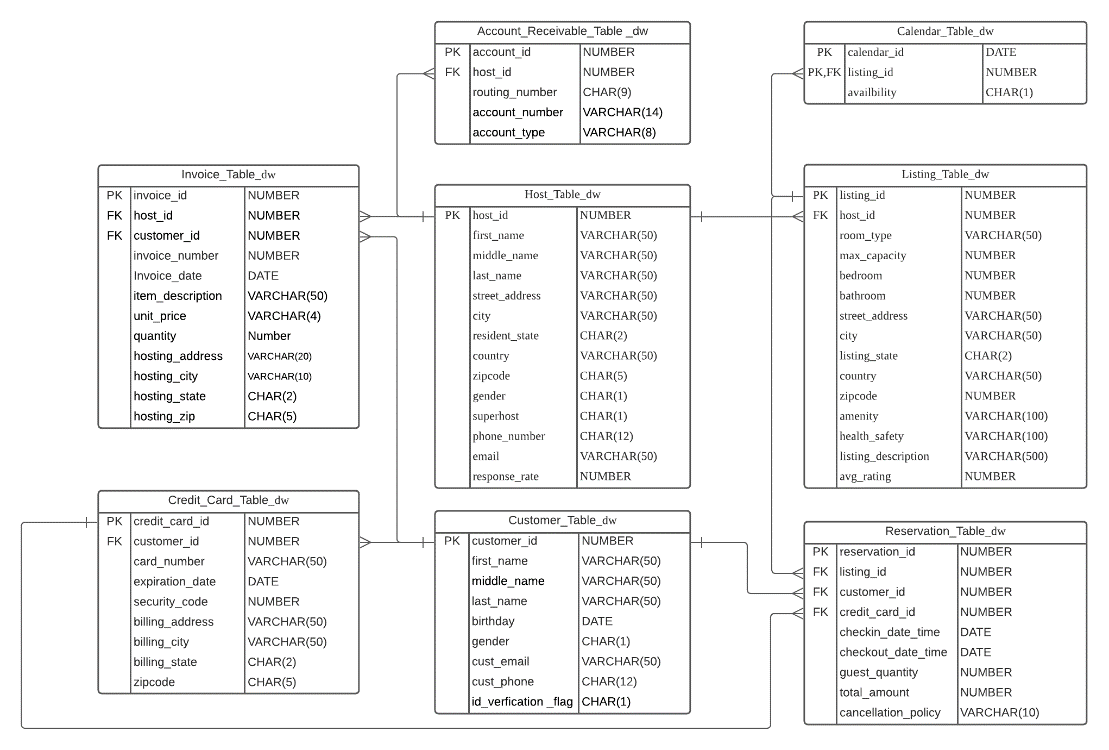 Account_Receivable_Table _dw
PK account_id NUMBER
FK host_id NUMBER
routing_number CHAR(9)
account_number VARCHAR(14)
account_type VARCHAR(8)
Calendar_Table_dw
PK calendar_id DATE
PK,FK listing_id NUMBER
availbility CHAR(1)
Invoice_Table_dw
PK invoice_id NUMBER
FK host_id NUMBER
FK customer_id NUMBER
invoice_number NUMBER
Invoice_date DATE
item_description VARCHAR(50)
unit_price VARCHAR(4)
quantity Number
hosting_address VARCHAR(20)
hosting_city VARCHAR(10)
hosting_state CHAR(2)
hosting_zip CHAR(5)
Host_Table_dw
PK host_id NUMBER
first_name VARCHAR(50)
middle_name VARCHAR(50)
last_name VARCHAR(50)
street_address VARCHAR(50)
city VARCHAR(50)
resident_state CHAR(2)
country VARCHAR(50)
zipcode CHAR(5)
gender CHAR(1)
superhost CHAR(1)
phone_number CHAR(12)
email VARCHAR(50)
response_rate NUMBER
Listing_Table_dw
PK listing_id NUMBER
FK host_id NUMBER
room_type VARCHAR(50)
max_capacity NUMBER
bedroom NUMBER
bathroom NUMBER
street_address VARCHAR(50)
city VARCHAR(50)
listing_state CHAR(2)
country VARCHAR(50)
zipcode NUMBER
amenity VARCHAR(100)
health_safety VARCHAR(100)
listing_description VARCHAR(500)
avg_rating NUMBER
Credit_Card_Table_dw
PK credit_card_id NUMBER
FK customer_id NUMBER
card_number VARCHAR(50)
expiration_date DATE
security_code NUMBER
billing_address VARCHAR(50)
billing_city VARCHAR(50)
billing_state CHAR(2)
zipcode CHAR(5)
Customer_Table_dw
PK customer_id NUMBER
first_name VARCHAR(50)
middle_name VARCHAR(50)
last_name VARCHAR(50)
birthday DATE
gender CHAR(1)
cust_email VARCHAR(50)
cust_phone CHAR(12)
id_verfication _flag CHAR(1)
Reservation_Table_dw
PK reservation_id NUMBER
FK listing_id NUMBER
FK customer_id NUMBER
FK credit_card_id NUMBER
checkin_date_time DATE
checkout_date_time DATE
guest_quantity NUMBER
total_amount NUMBER
cancellation_policy VARCHAR(10)